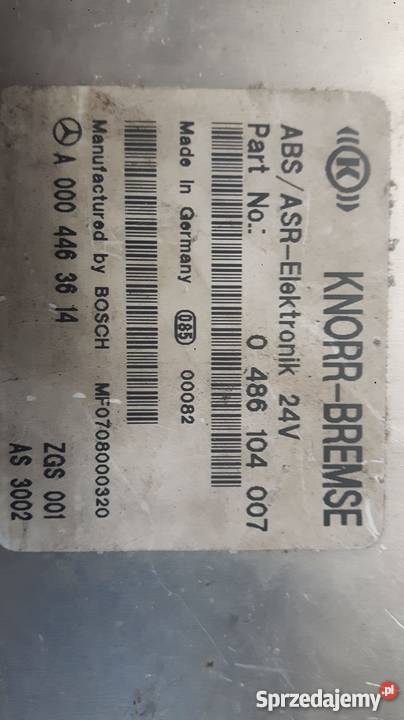 K KNORR-BREMSE
ABS/ASR-Elektronik 24V
Part No.: 0 486 104 007
Made In Germany 085 00082
Manufactured by BOSCH MF0708000320
A 000 446 36 14 ZGS 001
AS 3002
Sprzedajemy.pl